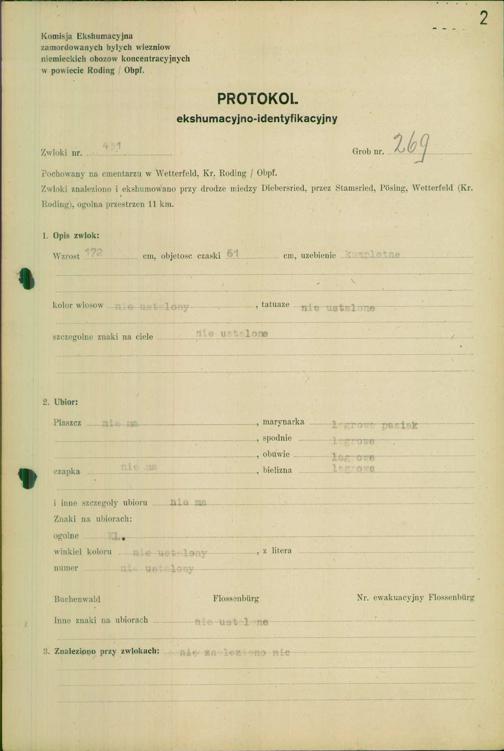 2
Komisja Ekshumacyjna
zamordowanych byłych wiezniow
niemieckich obozow koncentracyjnych
w powiecie Roding / Obpf.
PROTOKOL
ekshumacyjno-identyfikacyjny
Zwloki nr. 491
Grob nr. 269
Pochowany na cmentarzu w Wetterfeld, Kr, Roding / Obpf.
Zwloki znaleziono i ekshumowano przy drodze miedzy Diebersried, przez Stamsried, Pösing, Wetterfeld (Kr.
Roding), ogolna przestrzen 11 km.
1. Opis zwlok:
Wzrost 172 cm, objetosc czaski 61 cm, uzebienie kompletne
kolor wlosow nie ustalony , tatuaze nie ustalone
szczegolne znaki na ciele nie ustalone
2. Ubior:
Plaszcz nie ma , marynarka lagrowa pasiak
, spodnie lagrowe
, obuwie lagrowe
czapka nie ma , bielizna lagrowa
i inne szczegoly ubioru nie ma
Znaki na ubiorach:
ogolne KL.
winkiel koloru nie ustalony , z litera
numer nie ustalony
Buchenwald Flossenbürg Nr. ewakuacyjny Flossenbürg
Inne znaki na ubiorach nie ustalone
3. Znaleziono przy zwlokach: nie znaleziono nic